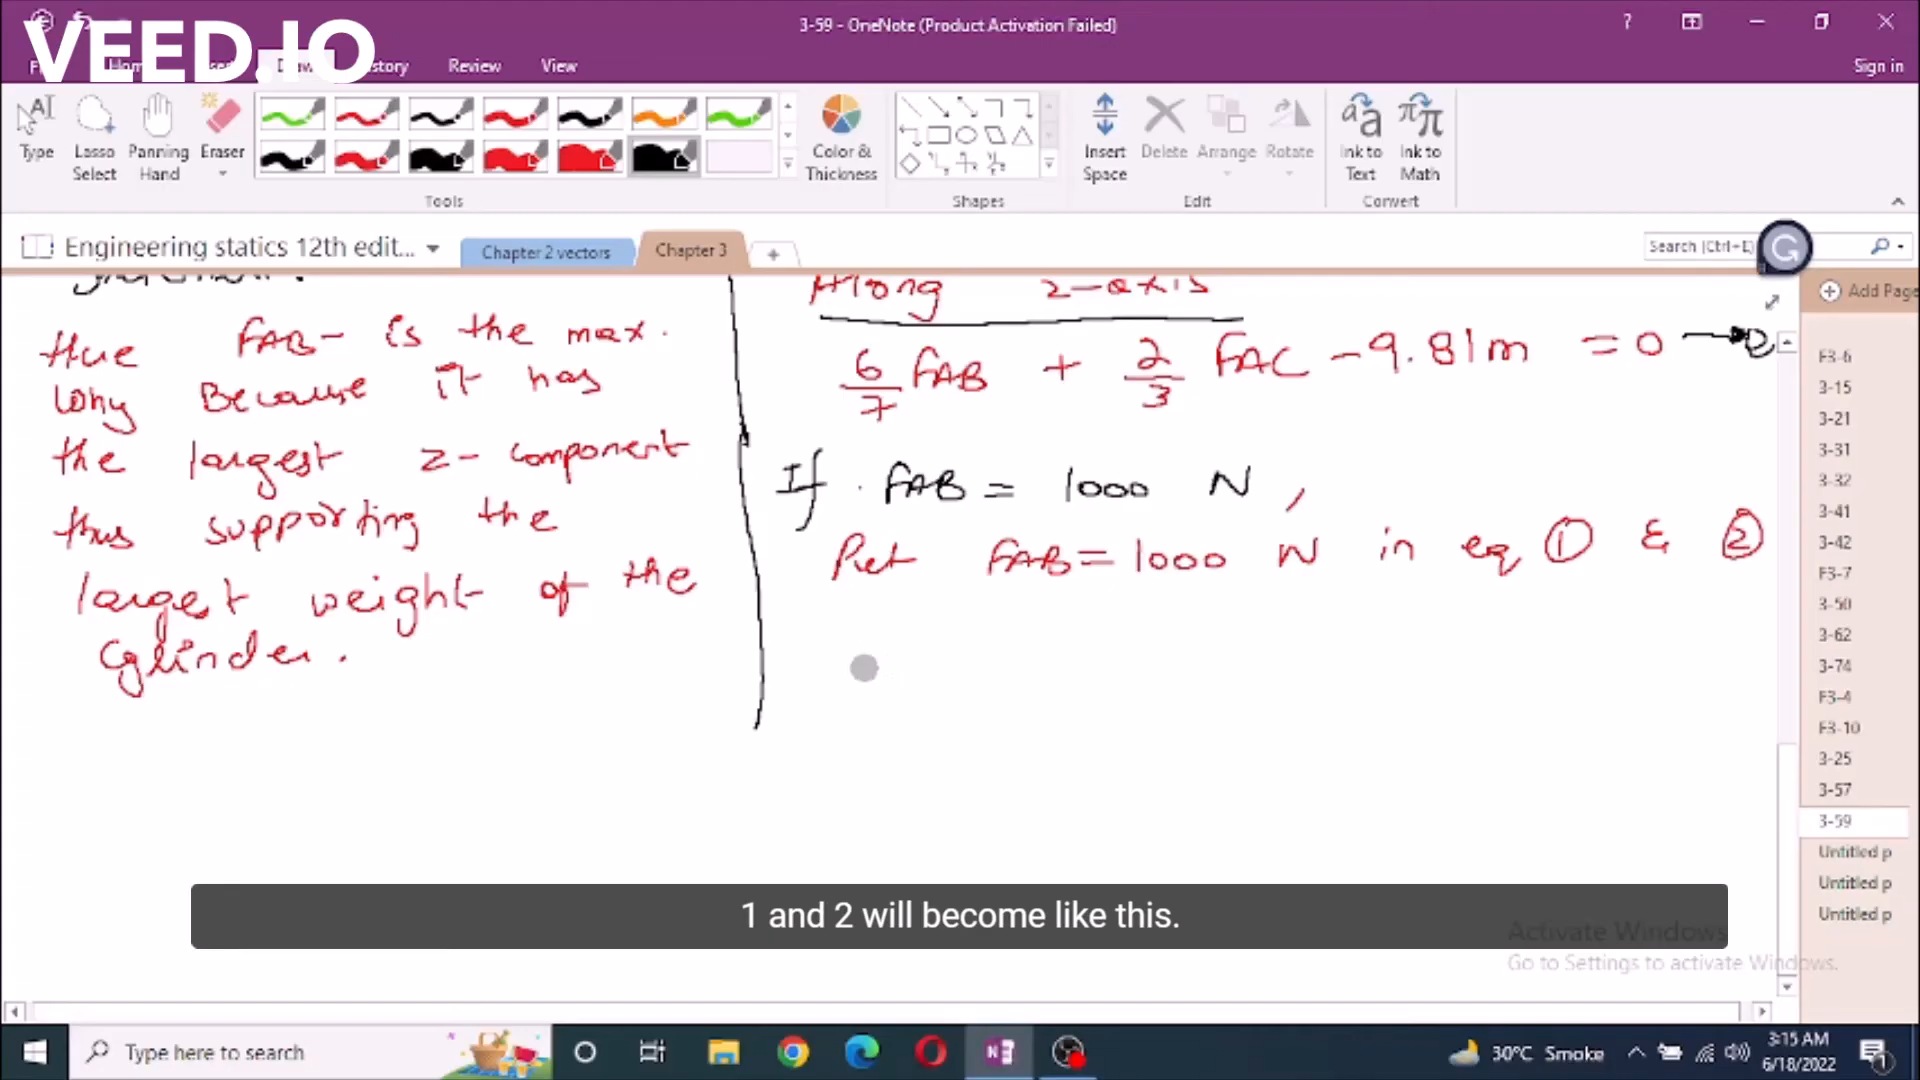 3-59 - OneNote (Product Activation Failed)
VEED.IO
Review
View
Sign in
Type
Lasso Select
Panning Hand
Eraser
Color & Thickness
Insert Space
Delete
Arrange
Rotate
Ink to Text
Ink to Math
Tools
Shapes
Edit
Convert
Engineering statics 12th edit...
Chapter 2 vectors
Chapter 3
Search (Ctrl+E)
Add Page
FAB- is the max.
Why Because it has
the largest z-component
thus supporting the
largest weight of the
Cylinder.
Along z-axis
6/7 FAB + 2/3 FAC - 9.81m = 0 → 2
If FAB = 1000 N,
Put FAB = 1000 N in eq ① & ②
F3-6
3-15
3-21
3-31
3-32
3-41
3-42
F3-7
3-50
3-62
3-74
F3-4
F3-10
3-25
3-57
3-59
Untitled p
Untitled p
Untitled p
1 and 2 will become like this.
Activate Windows
Go to Settings to activate Windows.
Type here to search
30°C Smoke
3:15 AM
6/18/2022
1